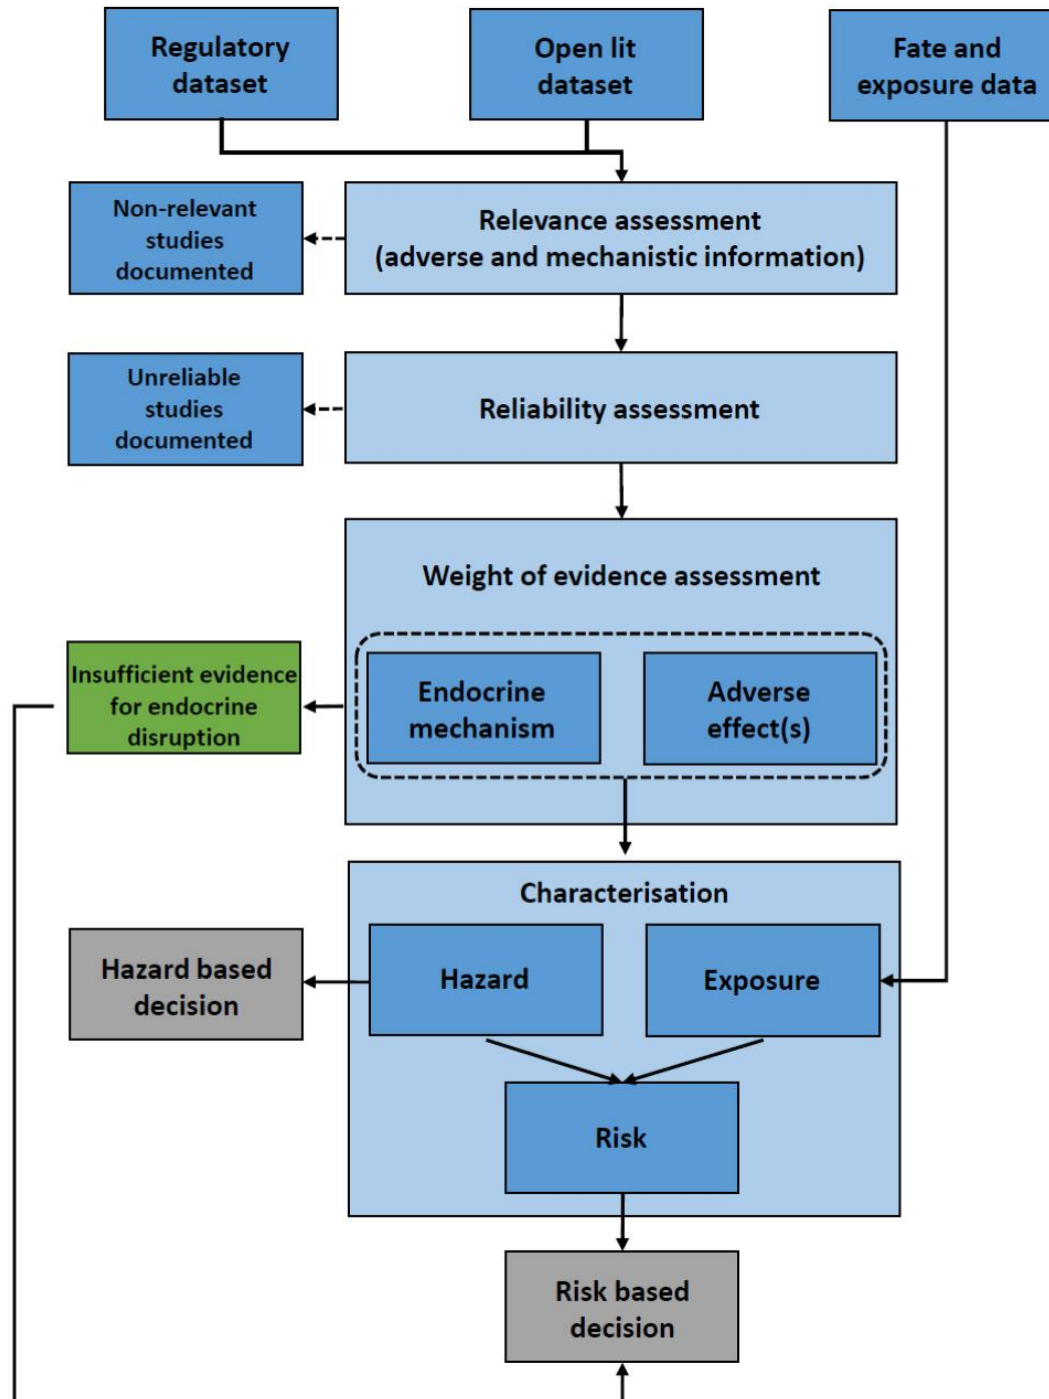 Regulatory
dataset
Open lit
dataset
Fate and
exposure data
Non-relevant
studies
documented
Relevance assessment
(adverse and mechanistic information)
Unreliable
studies
documented
Reliability assessment
Weight of evidence assessment
Insufficient evidence
for endocrine
disruption
Endocrine
mechanism
Adverse
effect(s)
Characterisation
Hazard based
decision
Hazard
Exposure
Risk
Risk based
decision